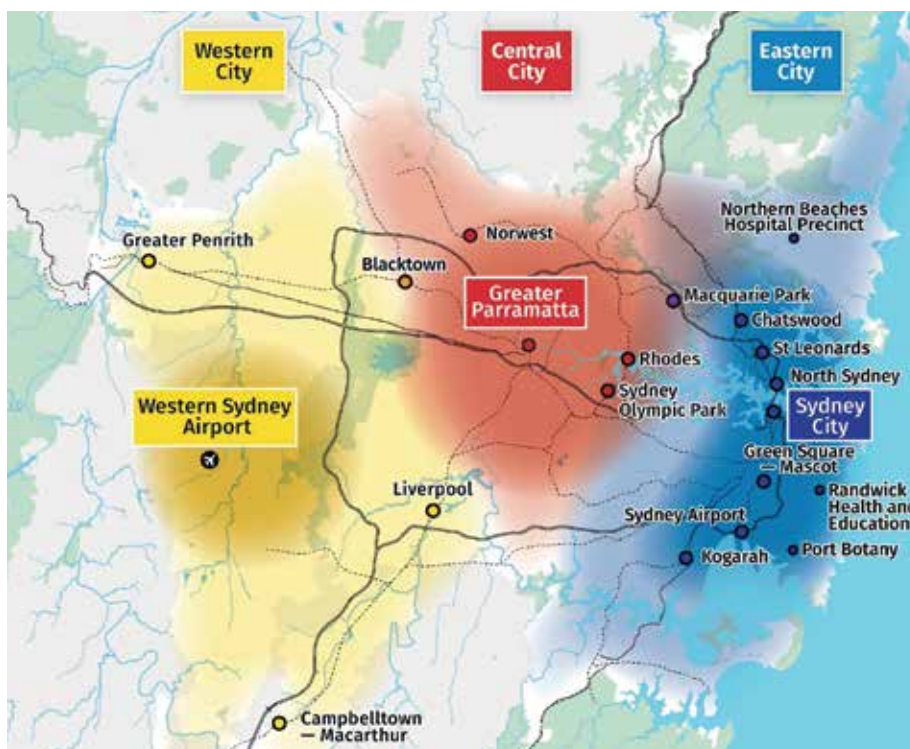 Western
City
Central
City
Eastern
City
Northern Beaches
Hospital Precinct
Norwest
Greater Penrith
Blacktown
Greater
Parramatta
Macquarie Park
Chatswood
St Leonards
Rhodes
North Sydney
Sydney
Olympic Park
Western Sydney
Airport
Sydney
City
Green Square
— Mascot
Liverpool
Randwick
Health and
Education
Sydney Airport
Port Botany
Kogarah
Campbelltown
— Macarthur